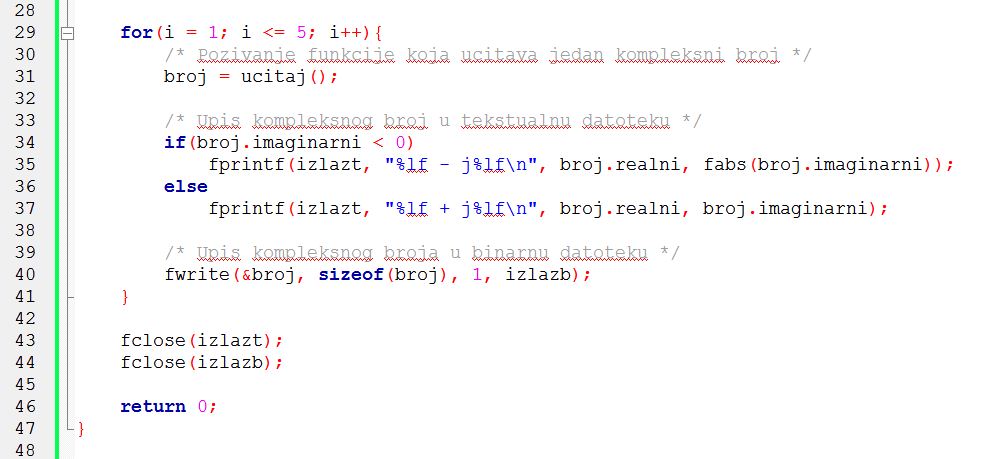 28
29 for(i = 1; i <= 5; i++){
30 /* Pozivanje funkcije koja ucitava jedan kompleksni broj */
31 broj = ucitaj();
32
33 /* Upis kompleksnog broj u tekstualnu datoteku */
34 if(broj.imaginarni < 0)
35 fprintf(izlazt, "%lf - j%lf\n", broj.realni, fabs(broj.imaginarni));
36 else
37 fprintf(izlazt, "%lf + j%lf\n", broj.realni, broj.imaginarni);
38
39 /* Upis kompleksnog broja u binarnu datoteku */
40 fwrite(&broj, sizeof(broj), 1, izlazb);
41 }
42
43 fclose(izlazt);
44 fclose(izlazb);
45
46 return 0;
47 }
48